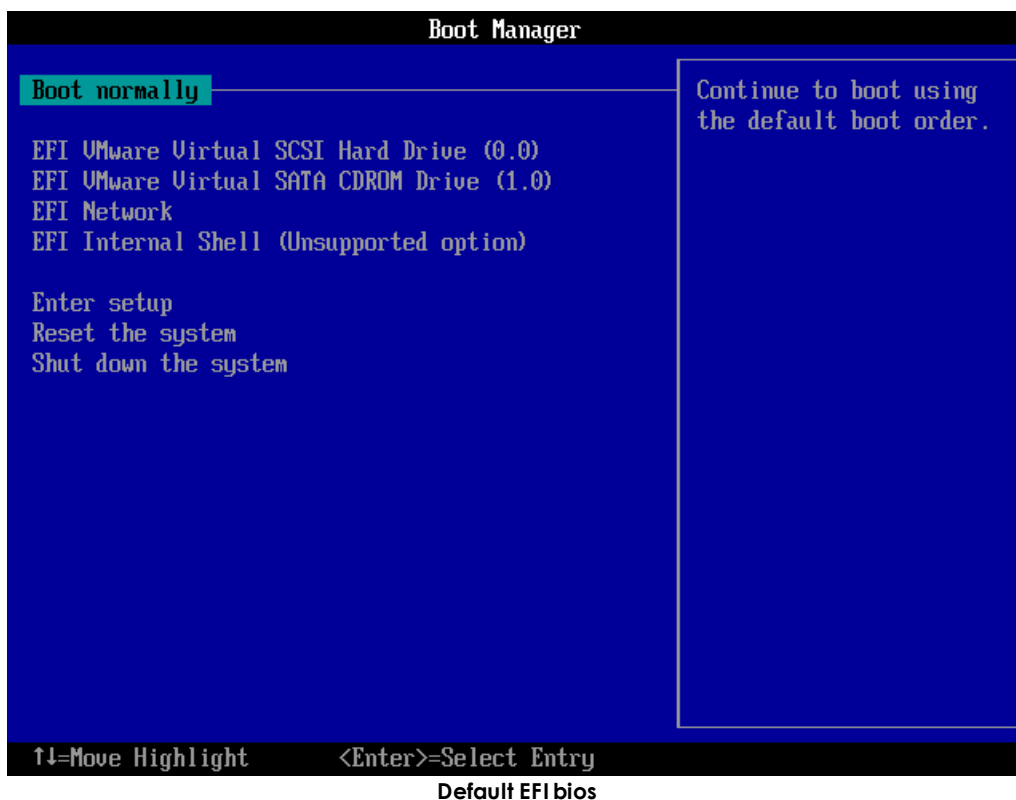 Boot Manager
Boot normally
Continue to boot using
the default boot order.
EFI VMware Virtual SCSI Hard Drive (0.0)
EFI VMware Virtual SATA CDROM Drive (1.0)
EFI Network
EFI Internal Shell (Unsupported option)
Enter setup
Reset the system
Shut down the system
↑↓=Move Highlight <Enter>=Select Entry
Default EFI bios